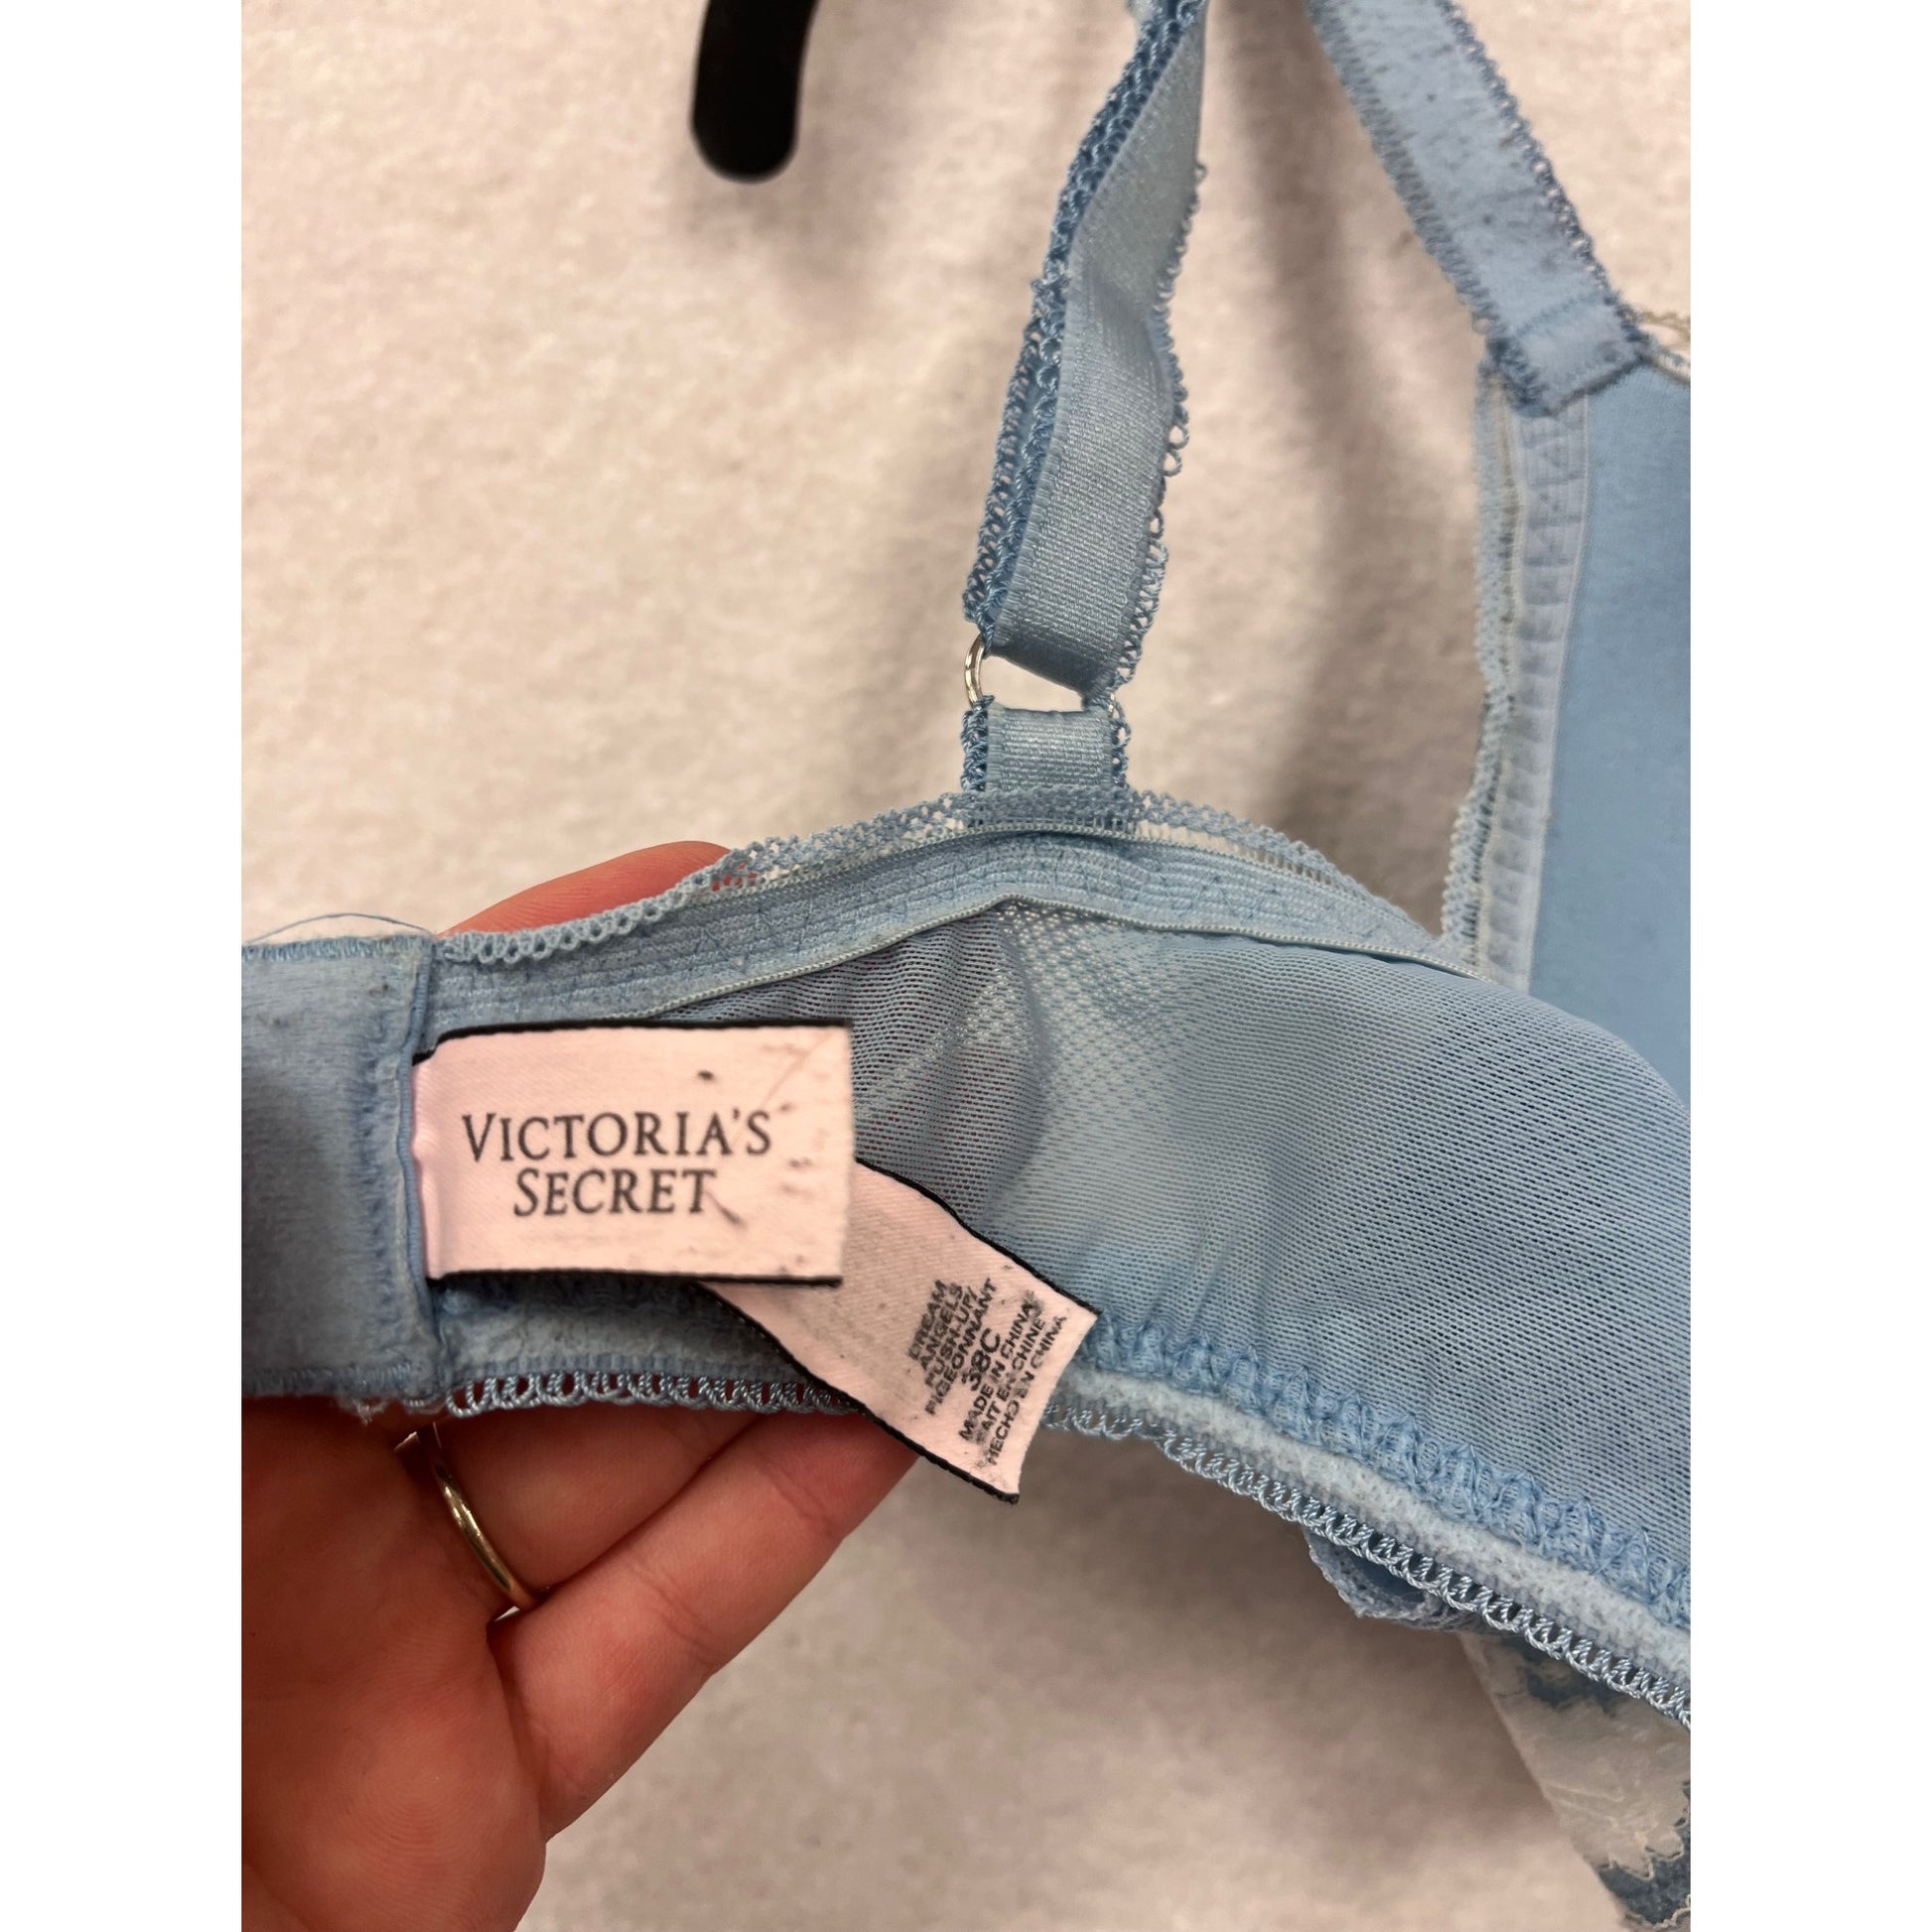 VICTORIA'S
SECRET
DREAM
ANGELS
PUSH-UP/
PIGEONNANT
38C
MADE IN CHINA
FAIT EN CHINE
HECHO EN CHINA